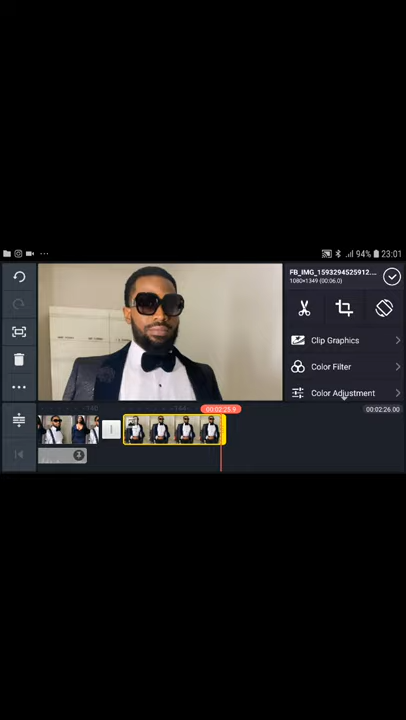 94% 23:01
FB_IMG_1593294525912...
1080×1349 (00:06.0)
Clip Graphics
Color Filter
Color Adjustment
00:02:25.9
00:02:26.00